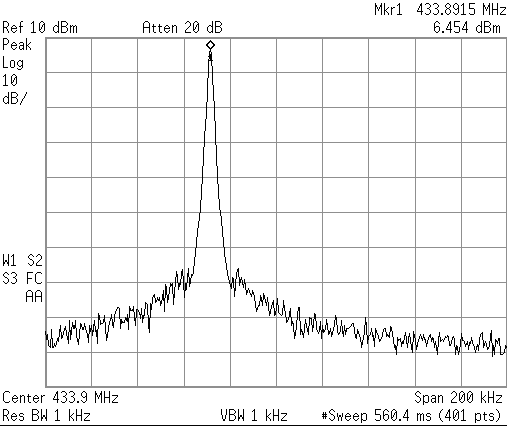 Mkr1 433.8915 MHz
Ref 10 dBm Atten 20 dB 6.454 dBm
Peak
Log
10
dB/
W1 S2
S3 FC
AA
Center 433.9 MHz Span 200 kHz
Res BW 1 kHz VBW 1 kHz #Sweep 560.4 ms (401 pts)